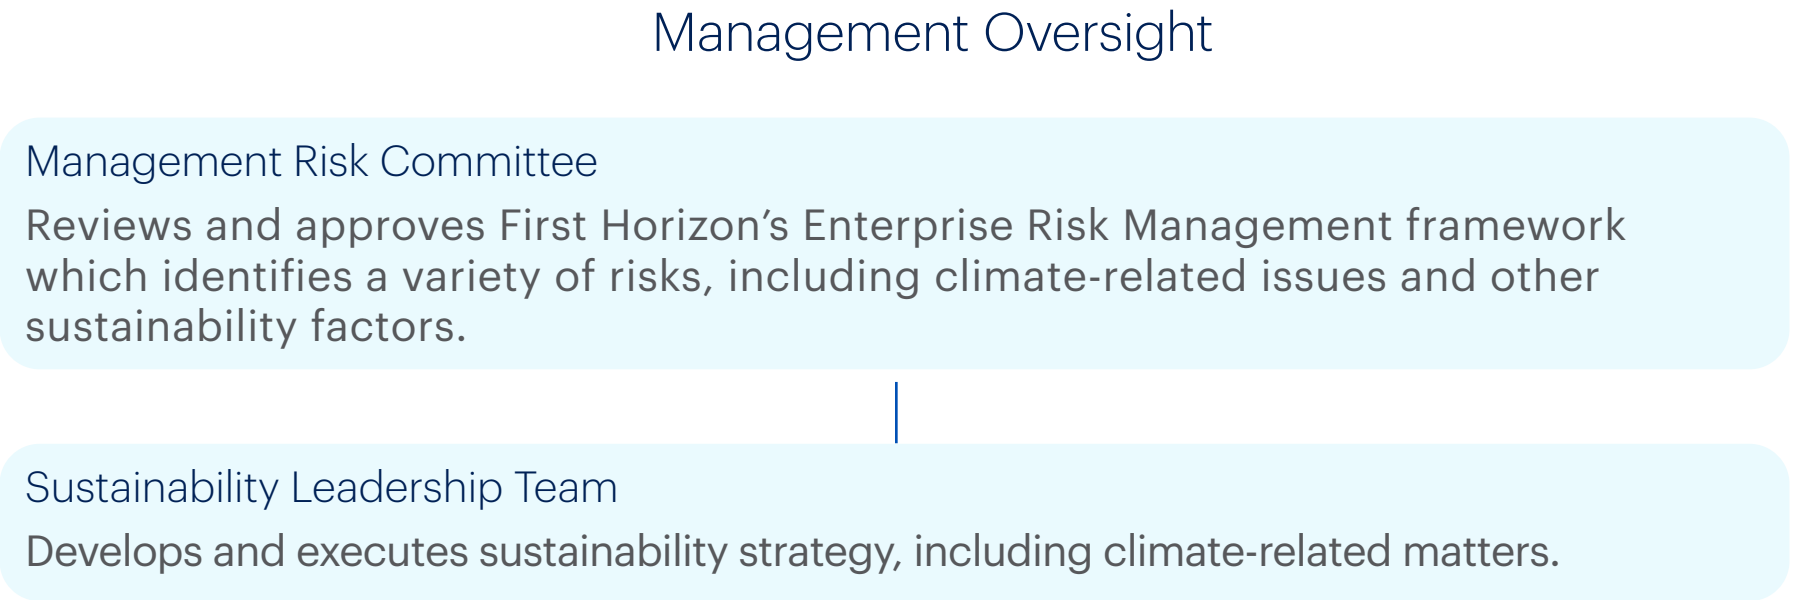 Management Oversight
Management Risk Committee
Reviews and approves First Horizon’s Enterprise Risk Management framework
which identifies a variety of risks, including climate-related issues and other
sustainability factors.
Sustainability Leadership Team
Develops and executes sustainability strategy, including climate-related matters.